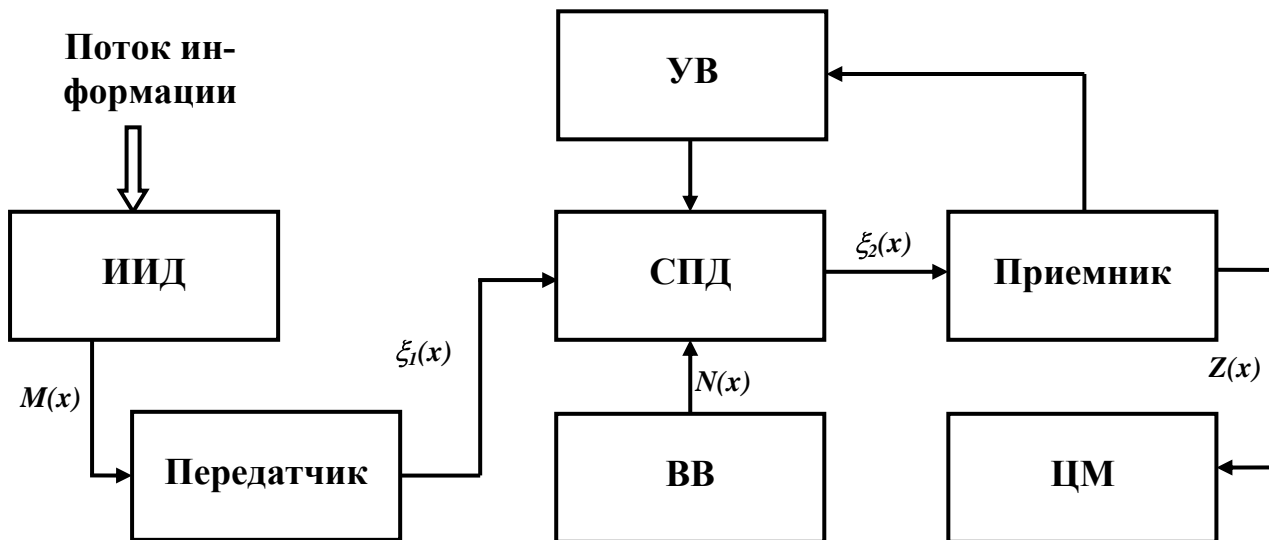 Поток ин-
формации
УВ
ИИД
СПД
ξ2(x)
Приемник
M(x)
ξ1(x)
N(x)
Z(x)
Передатчик
ВВ
ЦМ